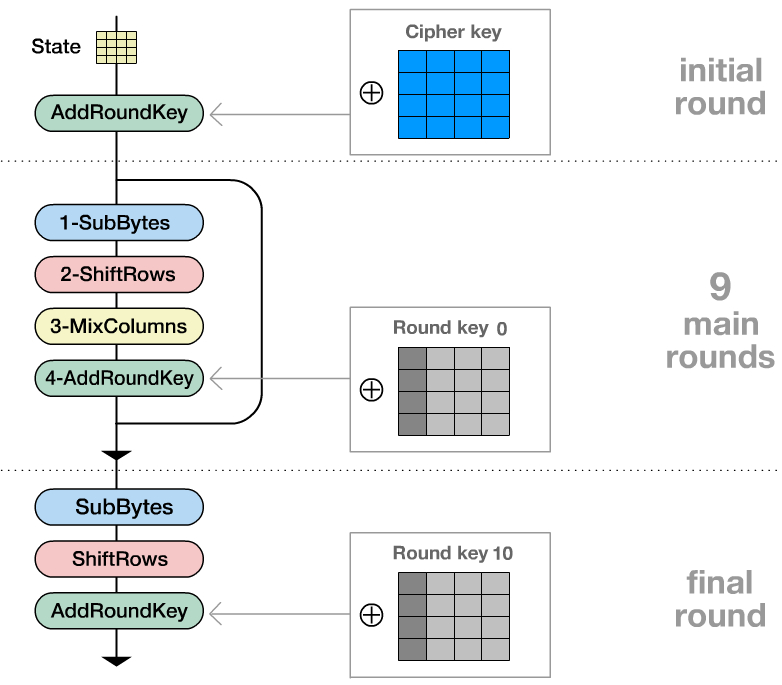 State
Cipher key
initial
round
AddRoundKey
1-SubBytes
2-ShiftRows
3-MixColumns
4-AddRoundKey
Round key 0
9
main
rounds
SubBytes
ShiftRows
AddRoundKey
Round key 10
final
round